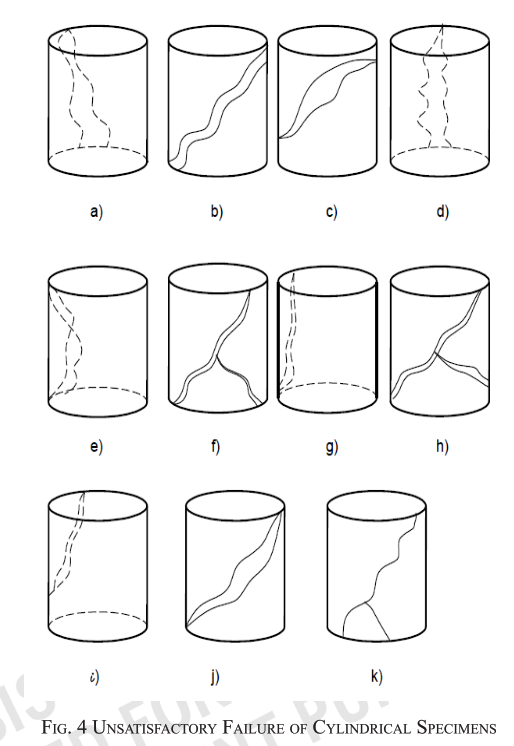 a) b) c) d)
e) f) g) h)
i) j) k)
FIG. 4 UNSATISFACTORY FAILURE OF CYLINDRICAL SPECIMENS